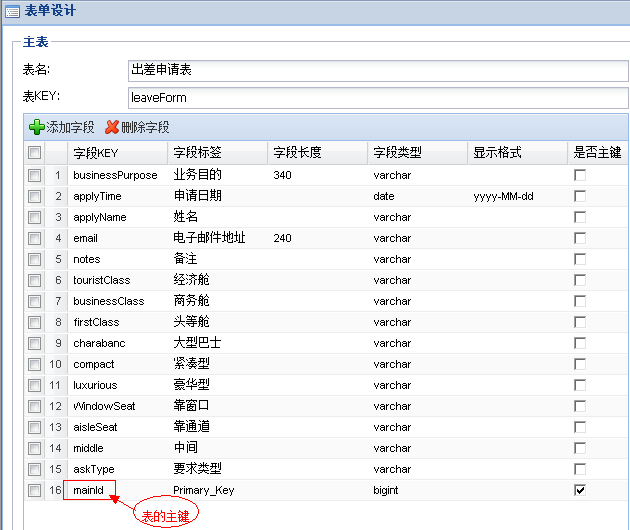 表单设计
主表
表名: 出差申请表
表KEY: leaveForm
添加字段 删除字段
字段KEY 字段标签 字段长度 字段类型 显示格式 是否主键
1 businessPurpose 业务目的 340 varchar
2 applyTime 申请日期 date yyyy-MM-dd
3 applyName 姓名 varchar
4 email 电子邮件地址 240 varchar
5 notes 备注 varchar
6 touristClass 经济舱 varchar
7 businessClass 商务舱 varchar
8 firstClass 头等舱 varchar
9 charabanc 大型巴士 varchar
10 compact 紧凑型 varchar
11 luxurious 豪华型 varchar
12 WindowSeat 靠窗口 varchar
13 aisleSeat 靠通道 varchar
14 middle 中间 varchar
15 askType 要求类型 varchar
16 mainId Primary_Key bigint
表的主键